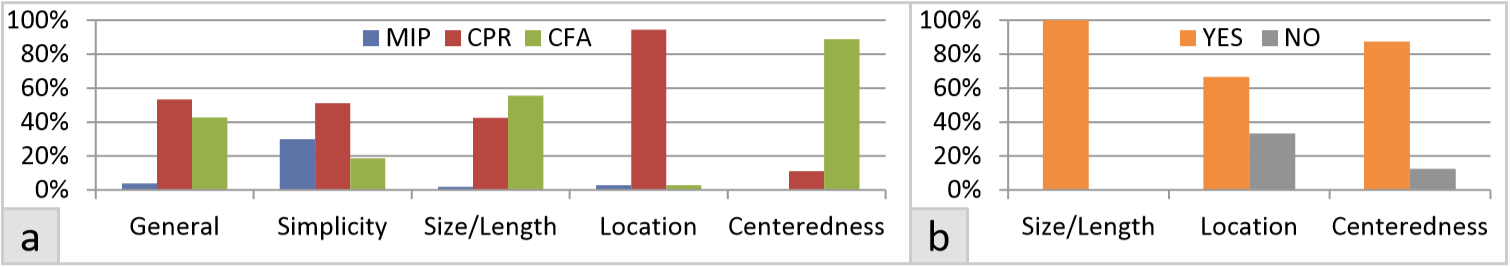 100%
80%
60%
40%
20%
0%
MIP CPR CFA
General Simplicity Size/Length Location Centeredness
a
100%
80%
60%
40%
20%
0%
YES NO
Size/Length Location Centeredness
b